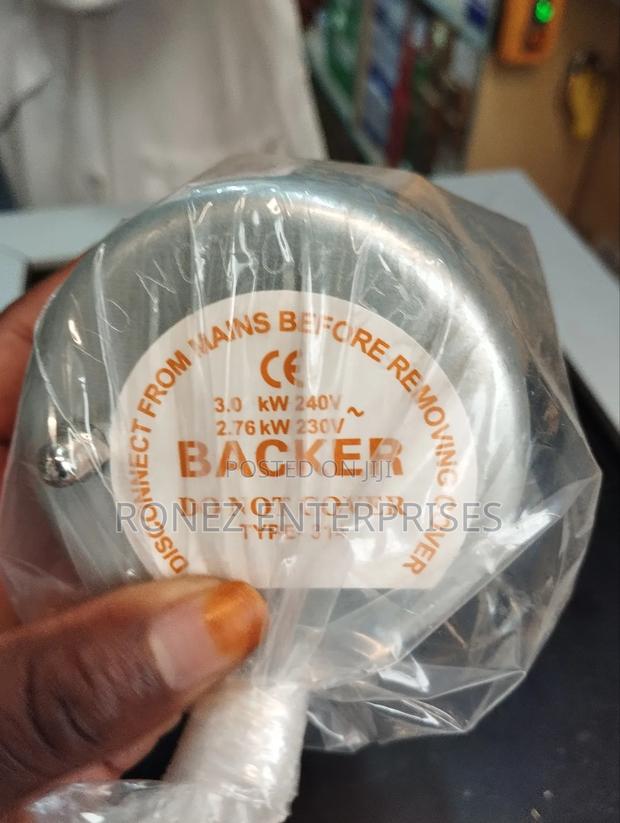 DISCONNECT FROM MAINS BEFORE REMOVING COVER
CE
3.0 kW 240V ~
2.76 kW 230V
BACKER
POSTED ON JIJI
DO NOT COVER
RONEZ ENTERPRISES
TYPE